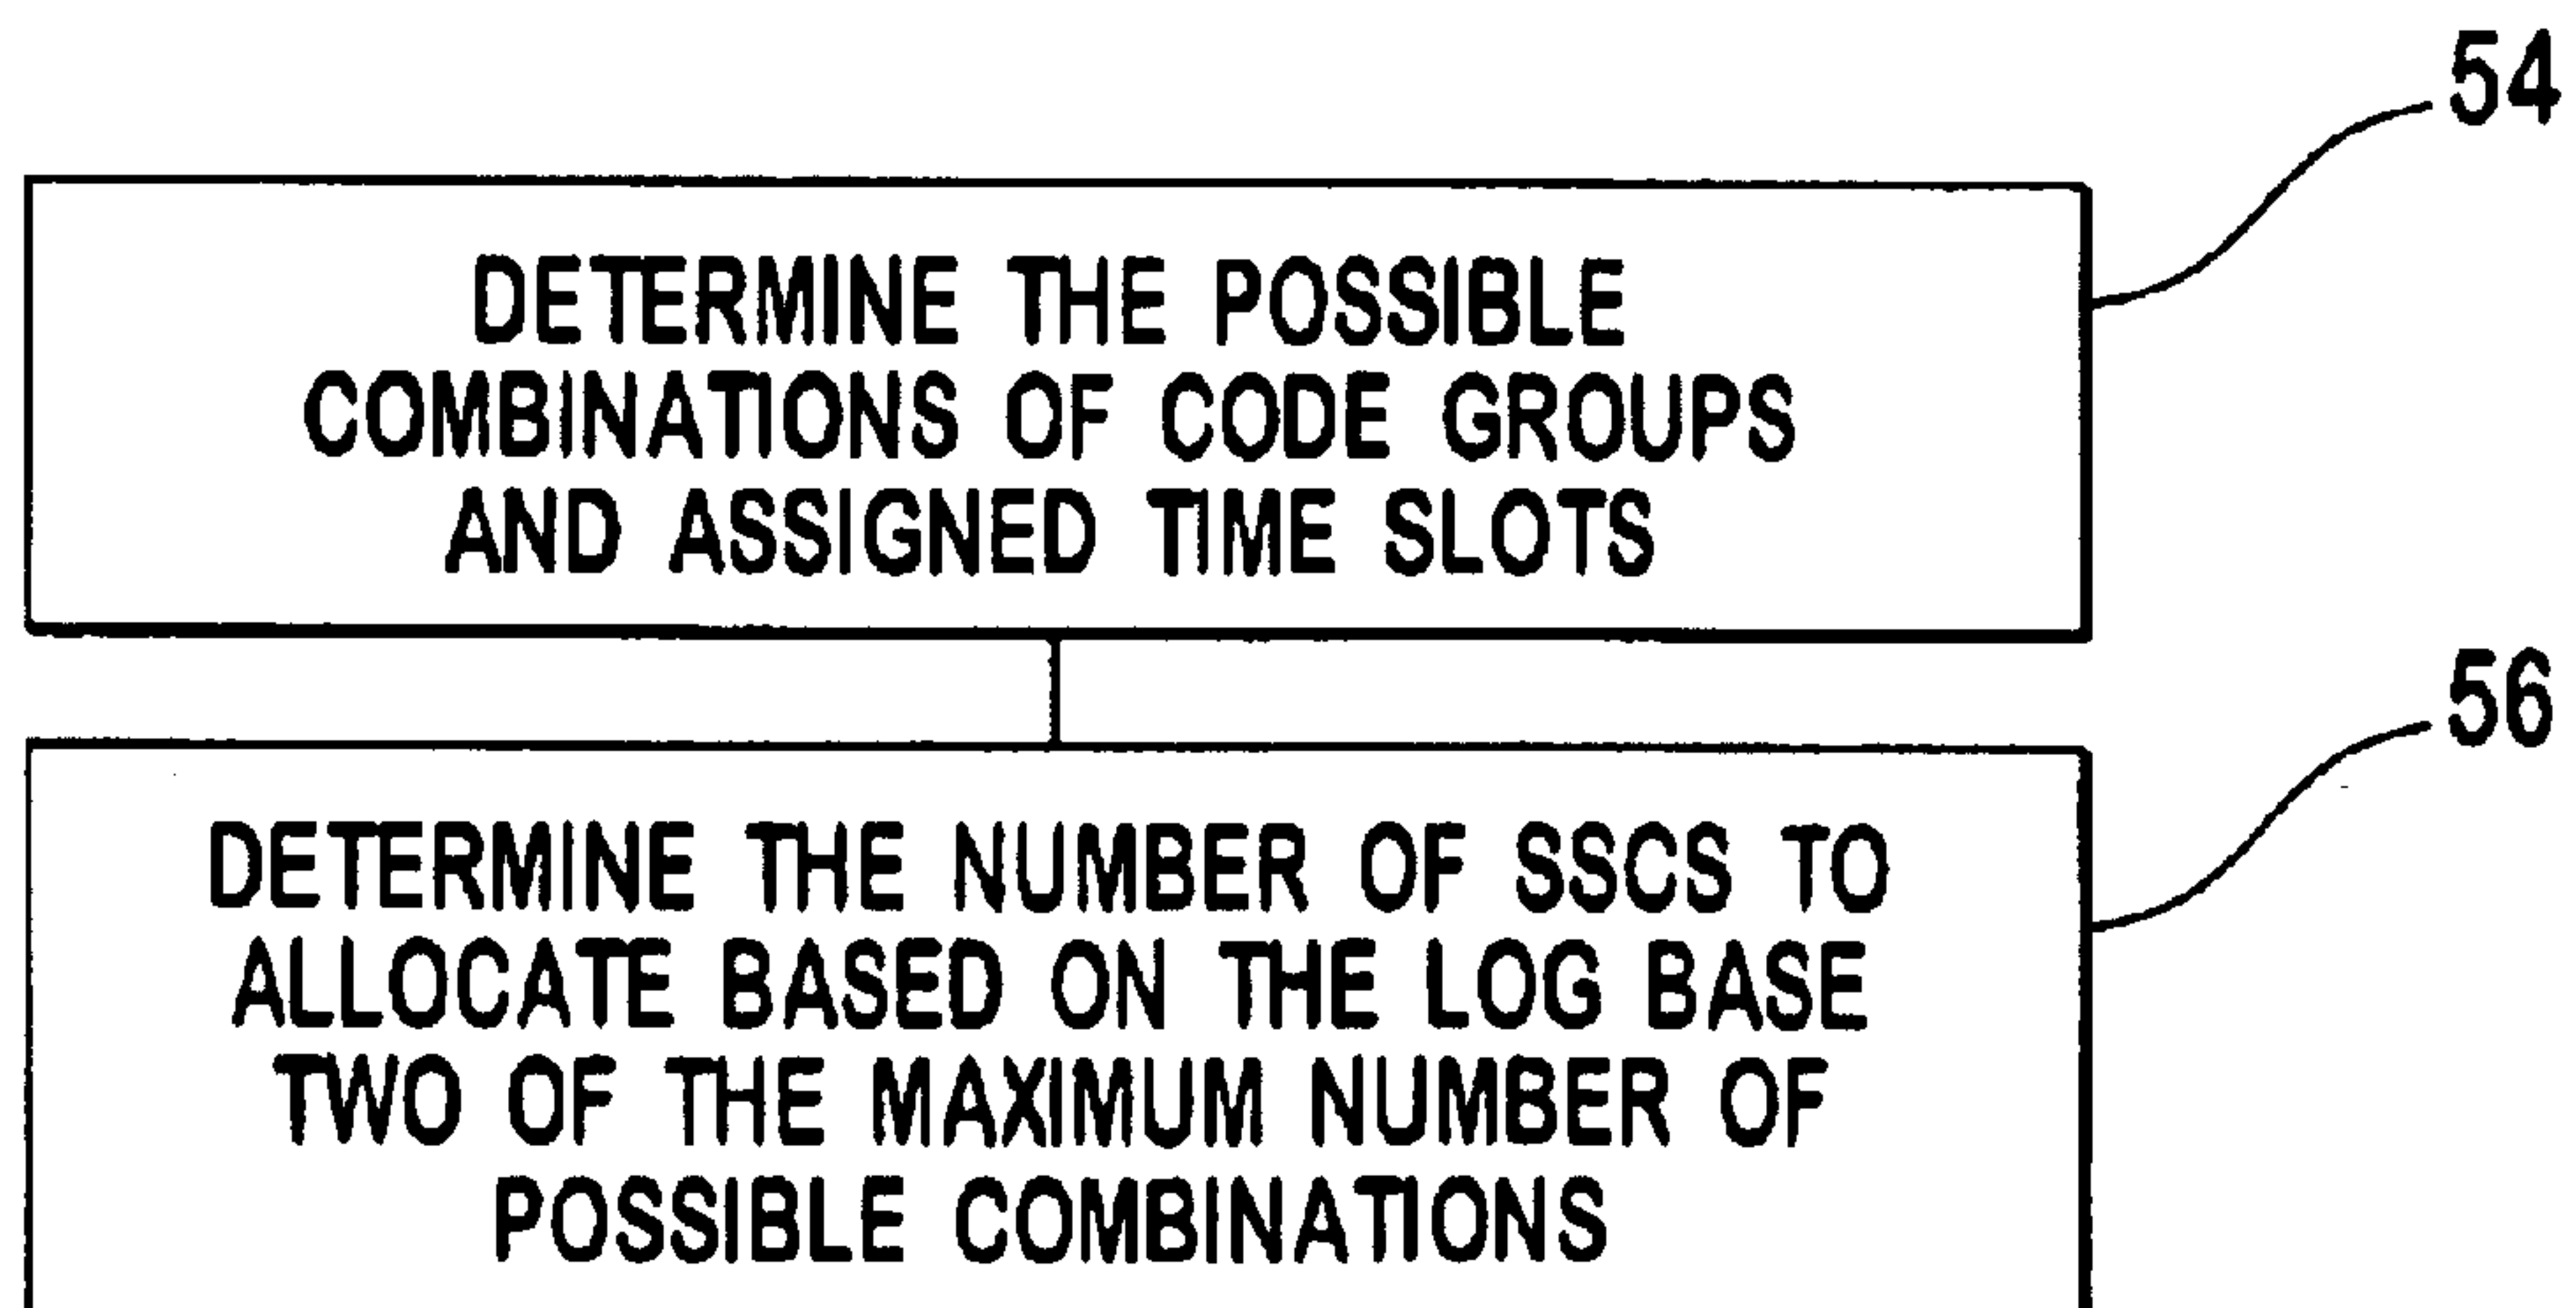 54
DETERMINE THE POSSIBLE
COMBINATIONS OF CODE GROUPS
AND ASSIGNED TIME SLOTS
56
DETERMINE THE NUMBER OF SSCS TO
ALLOCATE BASED ON THE LOG BASE
TWO OF THE MAXIMUM NUMBER OF
POSSIBLE COMBINATIONS